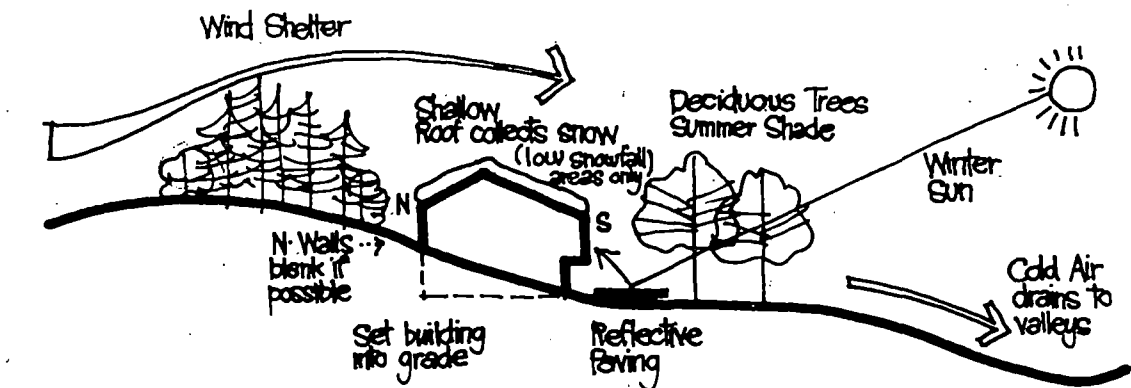 Wind Shelter
Shallow
Roof collects snow
(low snowfall)
areas only
Deciduous Trees
Summer Shade
Winter
Sun
N
S
N. Walls
blank if
possible
Cold Air
drains to
valleys
Set building
into grade
Reflective
Paving